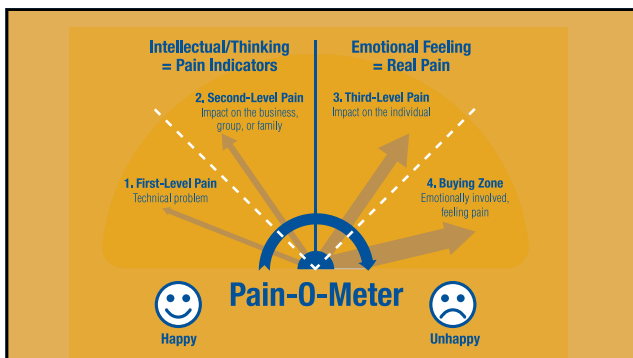 Intellectual/Thinking
= Pain Indicators
Emotional Feeling
= Real Pain
2. Second-Level Pain
Impact on the business,
group, or family
3. Third-Level Pain
Impact on the individual
1. First-Level Pain
Technical problem
4. Buying Zone
Emotionally involved,
feeling pain
Pain-O-Meter
Happy
Unhappy